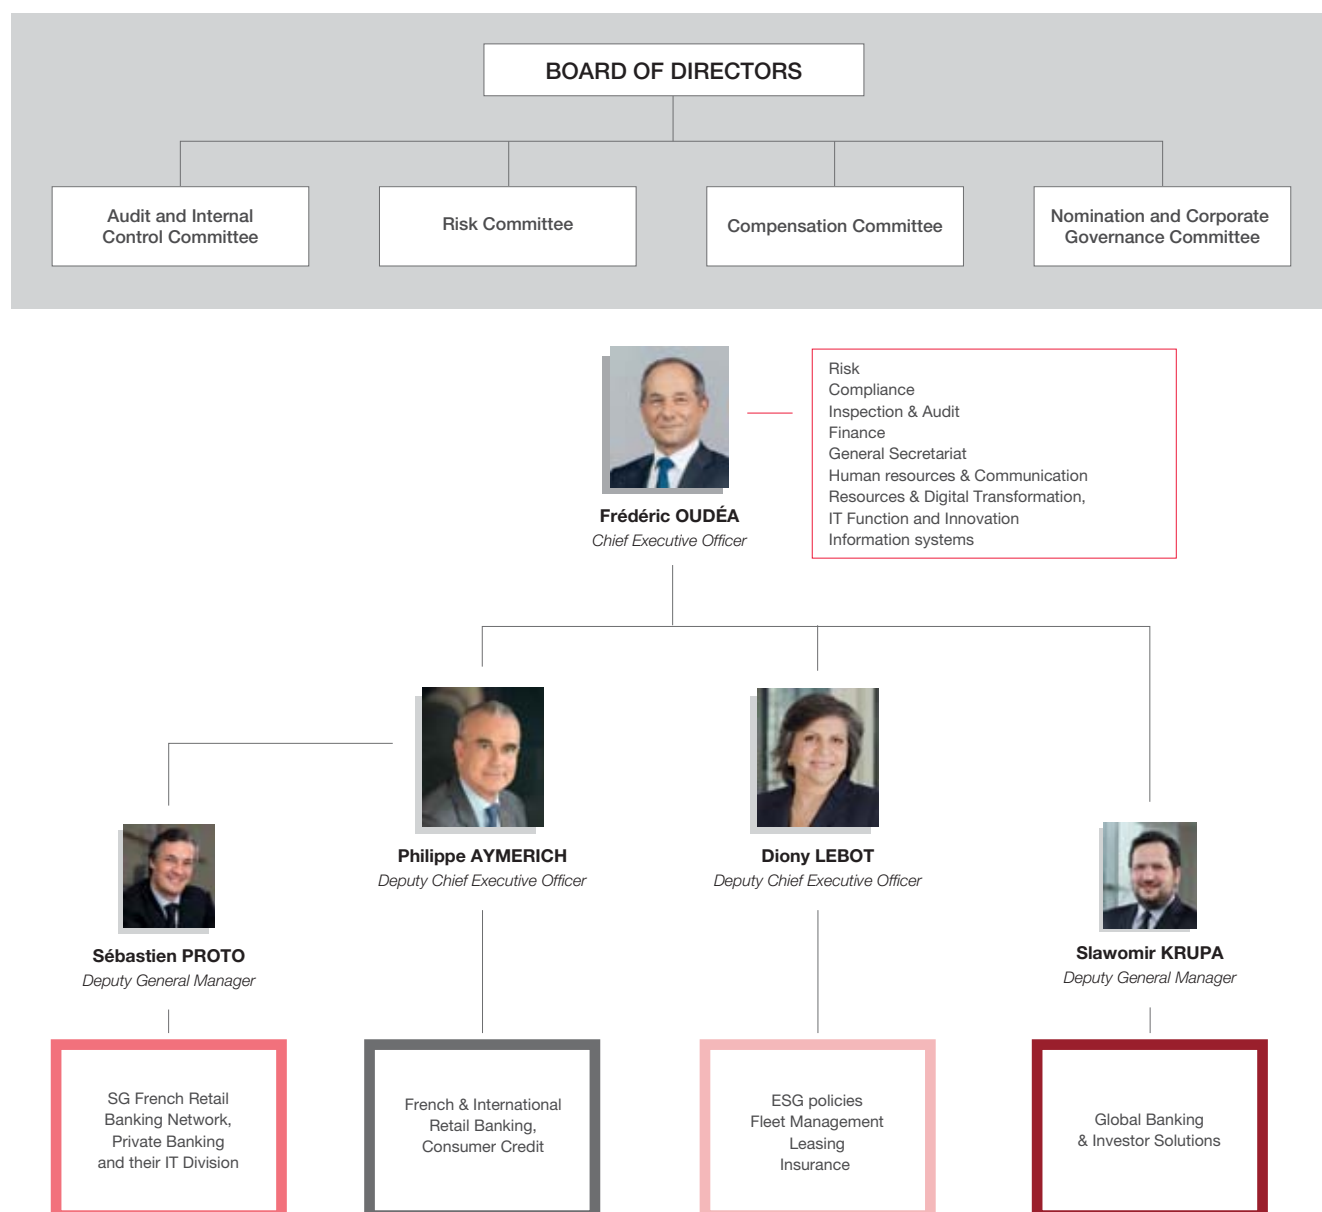 BOARD OF DIRECTORS
Audit and Internal
Control Committee
Risk Committee
Compensation Committee
Nomination and Corporate
Governance Committee
Risk
Compliance
Inspection & Audit
Finance
General Secretariat
Human resources & Communication
Resources & Digital Transformation,
IT Function and Innovation
Information systems
Frédéric OUDÉA
Chief Executive Officer
Philippe AYMERICH
Deputy Chief Executive Officer
Diony LEBOT
Deputy Chief Executive Officer
Sébastien PROTO
Deputy General Manager
Slawomir KRUPA
Deputy General Manager
SG French Retail
Banking Network,
Private Banking
and their IT Division
French & International
Retail Banking,
Consumer Credit
ESG policies
Fleet Management
Leasing
Insurance
Global Banking
& Investor Solutions